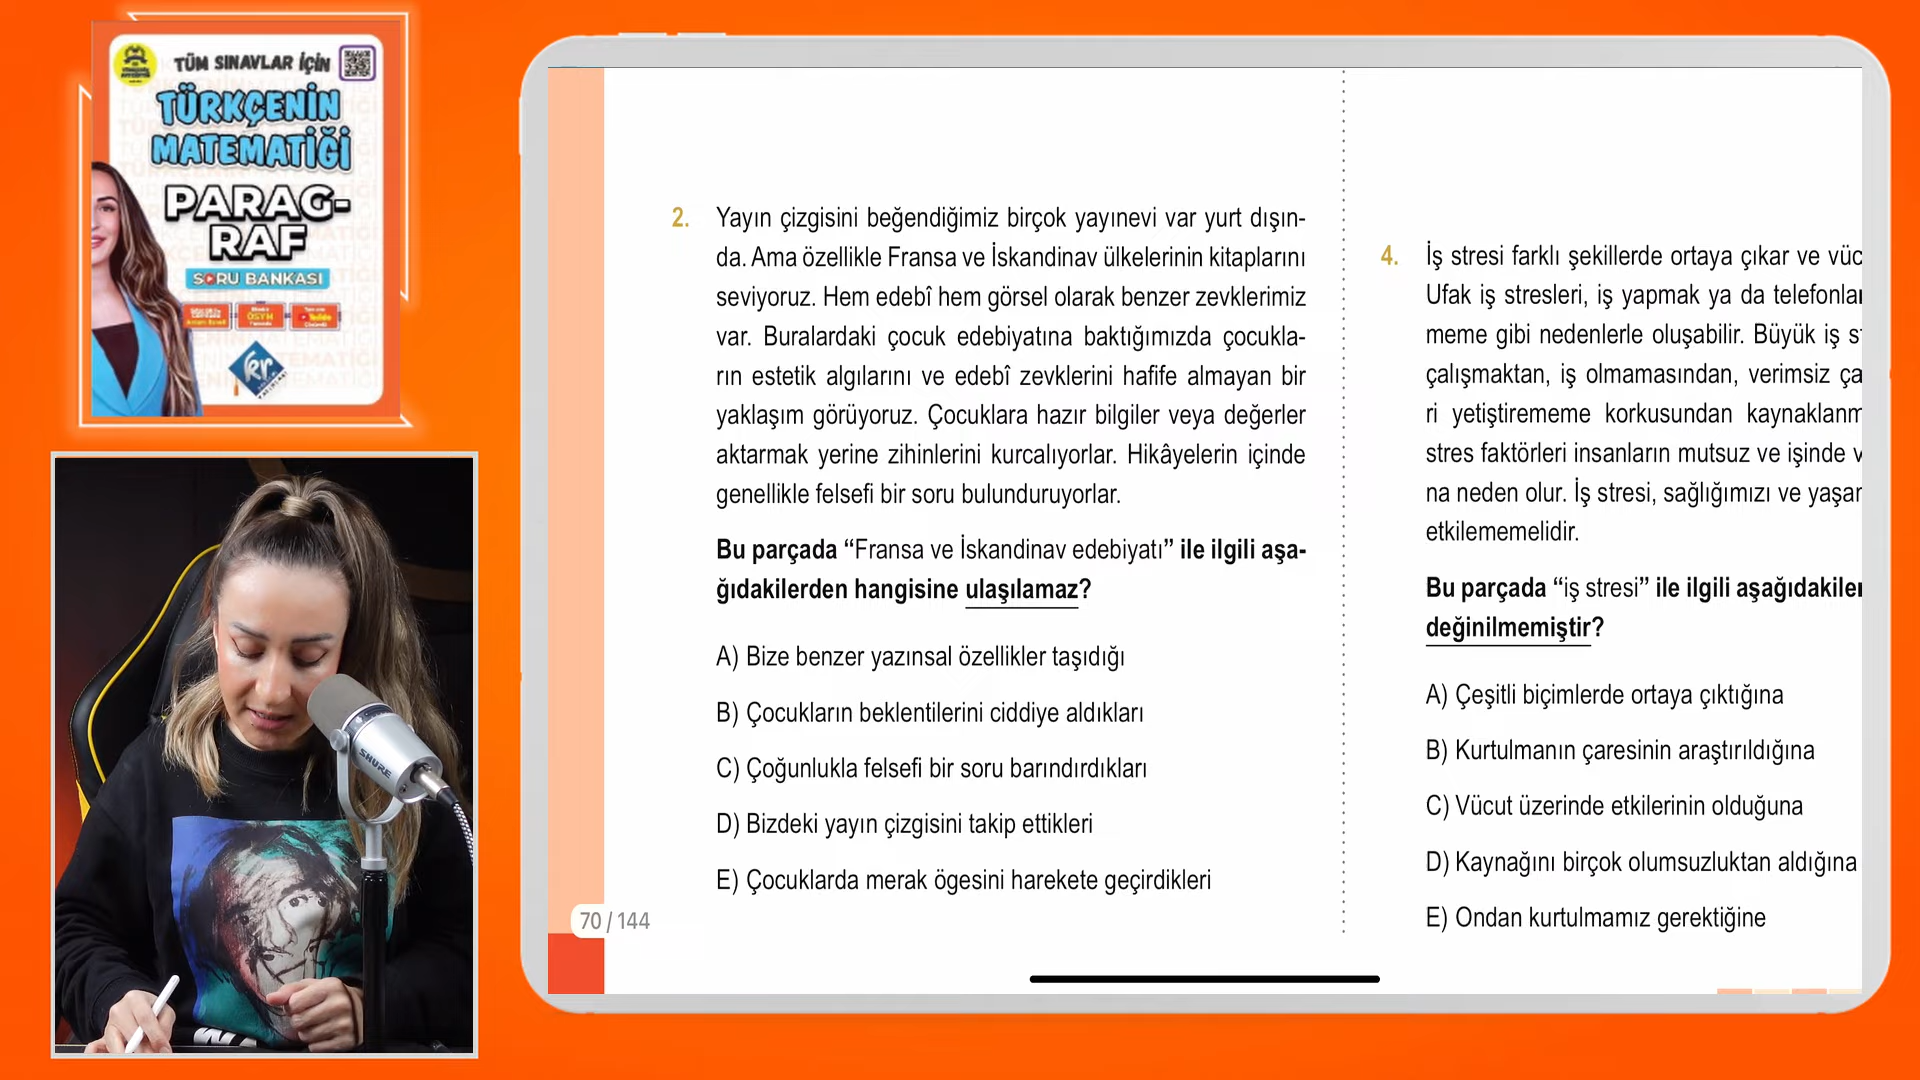 TÜM SINAVLAR İÇİN
TÜRKÇENİN
MATEMATİĞİ
PARAG-
RAF
SORU BANKASI
ÖSYM
kr
SHURE
2. Yayın çizgisini beğendiğimiz birçok yayınevi var yurt dışın-
da. Ama özellikle Fransa ve İskandinav ülkelerinin kitaplarını
seviyoruz. Hem edebî hem görsel olarak benzer zevklerimiz
var. Buralardaki çocuk edebiyatına baktığımızda çocukla-
rın estetik algılarını ve edebî zevklerini hafife almayan bir
yaklaşım görüyoruz. Çocuklara hazır bilgiler veya değerler
aktarmak yerine zihinlerini kurcalıyorlar. Hikâyelerin içinde
genellikle felsefi bir soru bulunduruyorlar.
Bu parçada “Fransa ve İskandinav edebiyatı” ile ilgili aşa-
ğıdakilerden hangisine ulaşılamaz?
A) Bize benzer yazınsal özellikler taşıdığı
B) Çocukların beklentilerini ciddiye aldıkları
C) Çoğunlukla felsefi bir soru barındırdıkları
D) Bizdeki yayın çizgisini takip ettikleri
E) Çocuklarda merak ögesini harekete geçirdikleri
70 / 144
4. İş stresi farklı şekillerde ortaya çıkar ve vüc
Ufak iş stresleri, iş yapmak ya da telefonlar
meme gibi nedenlerle oluşabilir. Büyük iş s
çalışmaktan, iş olmamasından, verimsiz ça
ri yetiştirememe korkusundan kaynaklanm
stres faktörleri insanların mutsuz ve işinde v
na neden olur. İş stresi, sağlığımızı ve yaşar
etkilememelidir.
Bu parçada “iş stresi” ile ilgili aşağıdakiler
değinilmemiştir?
A) Çeşitli biçimlerde ortaya çıktığına
B) Kurtulmanın çaresinin araştırıldığına
C) Vücut üzerinde etkilerinin olduğuna
D) Kaynağını birçok olumsuzluktan aldığına
E) Ondan kurtulmamız gerektiğine